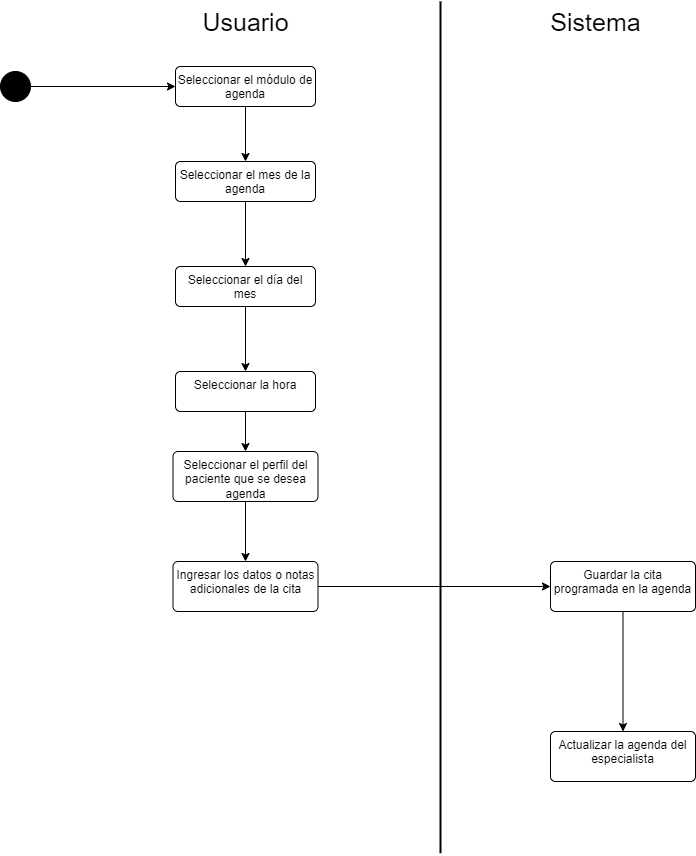 Usuario
Sistema
Seleccionar el módulo de
agenda
Seleccionar el mes de la
agenda
Seleccionar el día del
mes
Seleccionar la hora
Seleccionar el perfil del
paciente que se desea
agenda
Ingresar los datos o notas
adicionales de la cita
Guardar la cita
programada en la agenda
Actualizar la agenda del
especialista